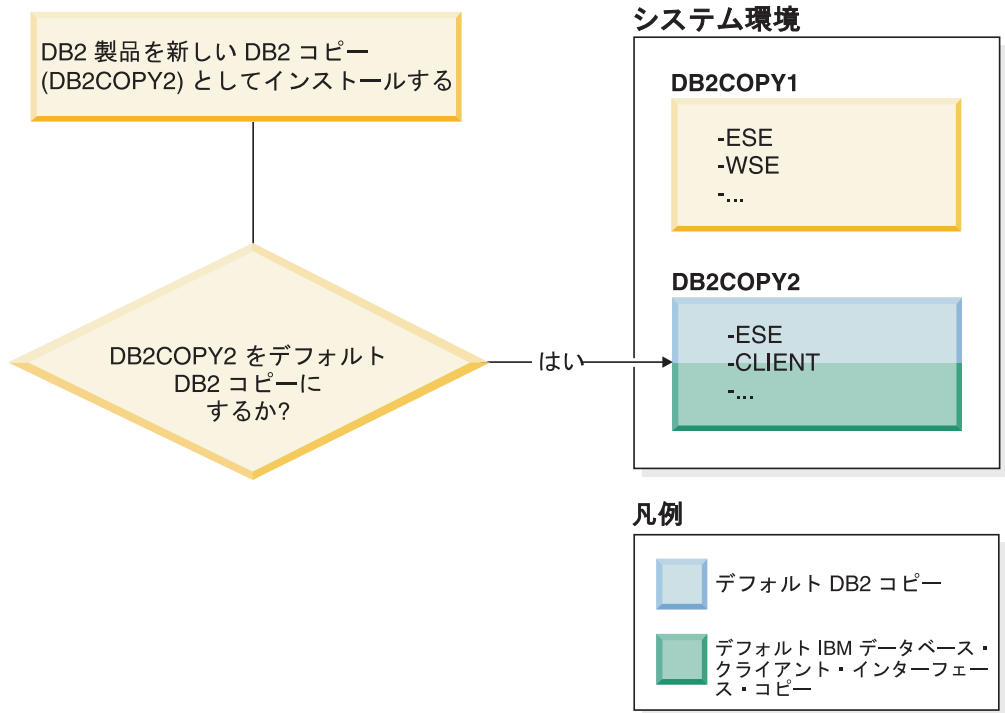 DB2 製品を新しい DB2 コピー
(DB2COPY2) としてインストールする
DB2COPY2 をデフォルト
DB2 コピーに
するか?
はい
システム環境
DB2COPY1
-ESE
-WSE
-...
DB2COPY2
-ESE
-CLIENT
-...
凡例
デフォルト DB2 コピー
デフォルト IBM データベース・
クライアント・インターフェー
ス・コピー